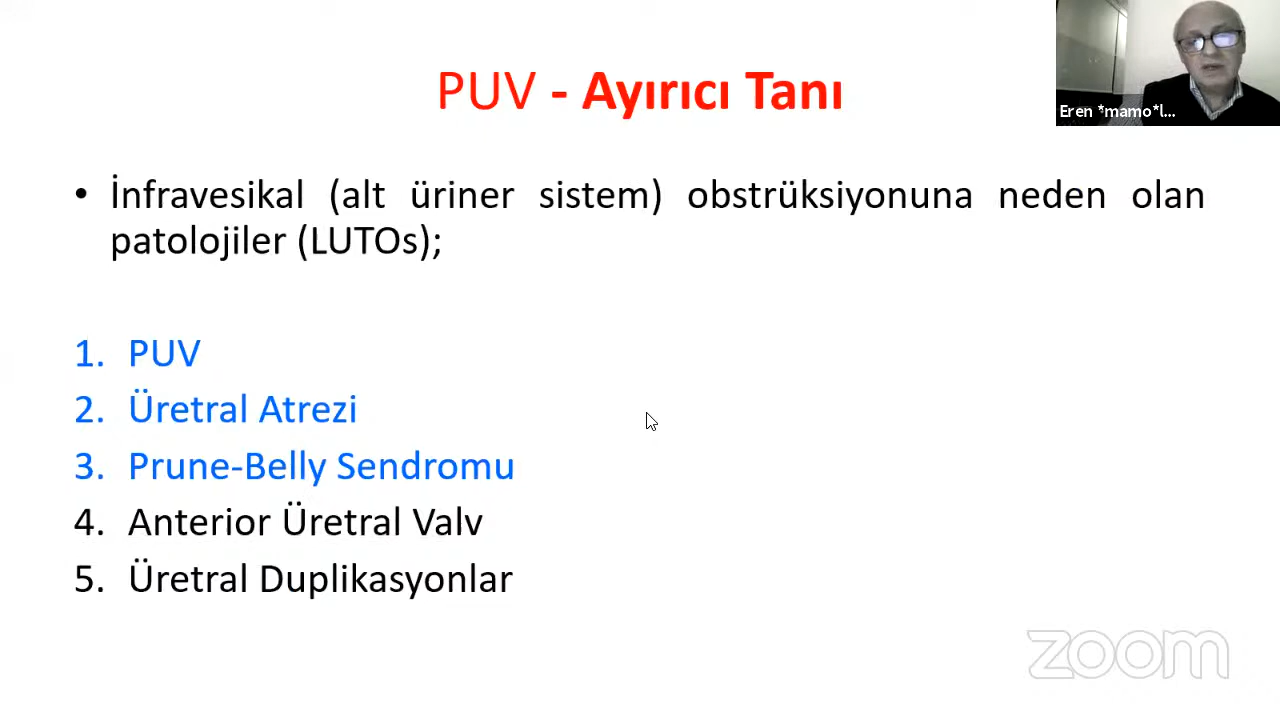 PUV - Ayırıcı Tanı
Eren *mamo*l...
• İnfravesikal (alt üriner sistem) obstrüksiyonuna neden olan
patolojiler (LUTOs);
1. PUV
2. Üretral Atrezi
3. Prune-Belly Sendromu
4. Anterior Üretral Valv
5. Üretral Duplikasyonlar
zoom